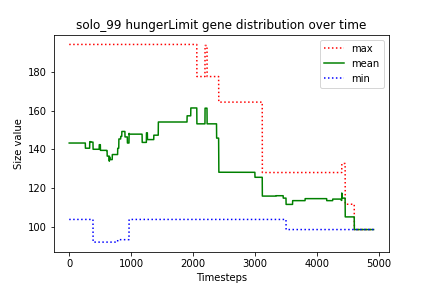 solo_99 hungerLimit gene distribution over time
max
mean
min
Size value
180
160
140
120
100
0
1000
2000
3000
4000
5000
Timesteps